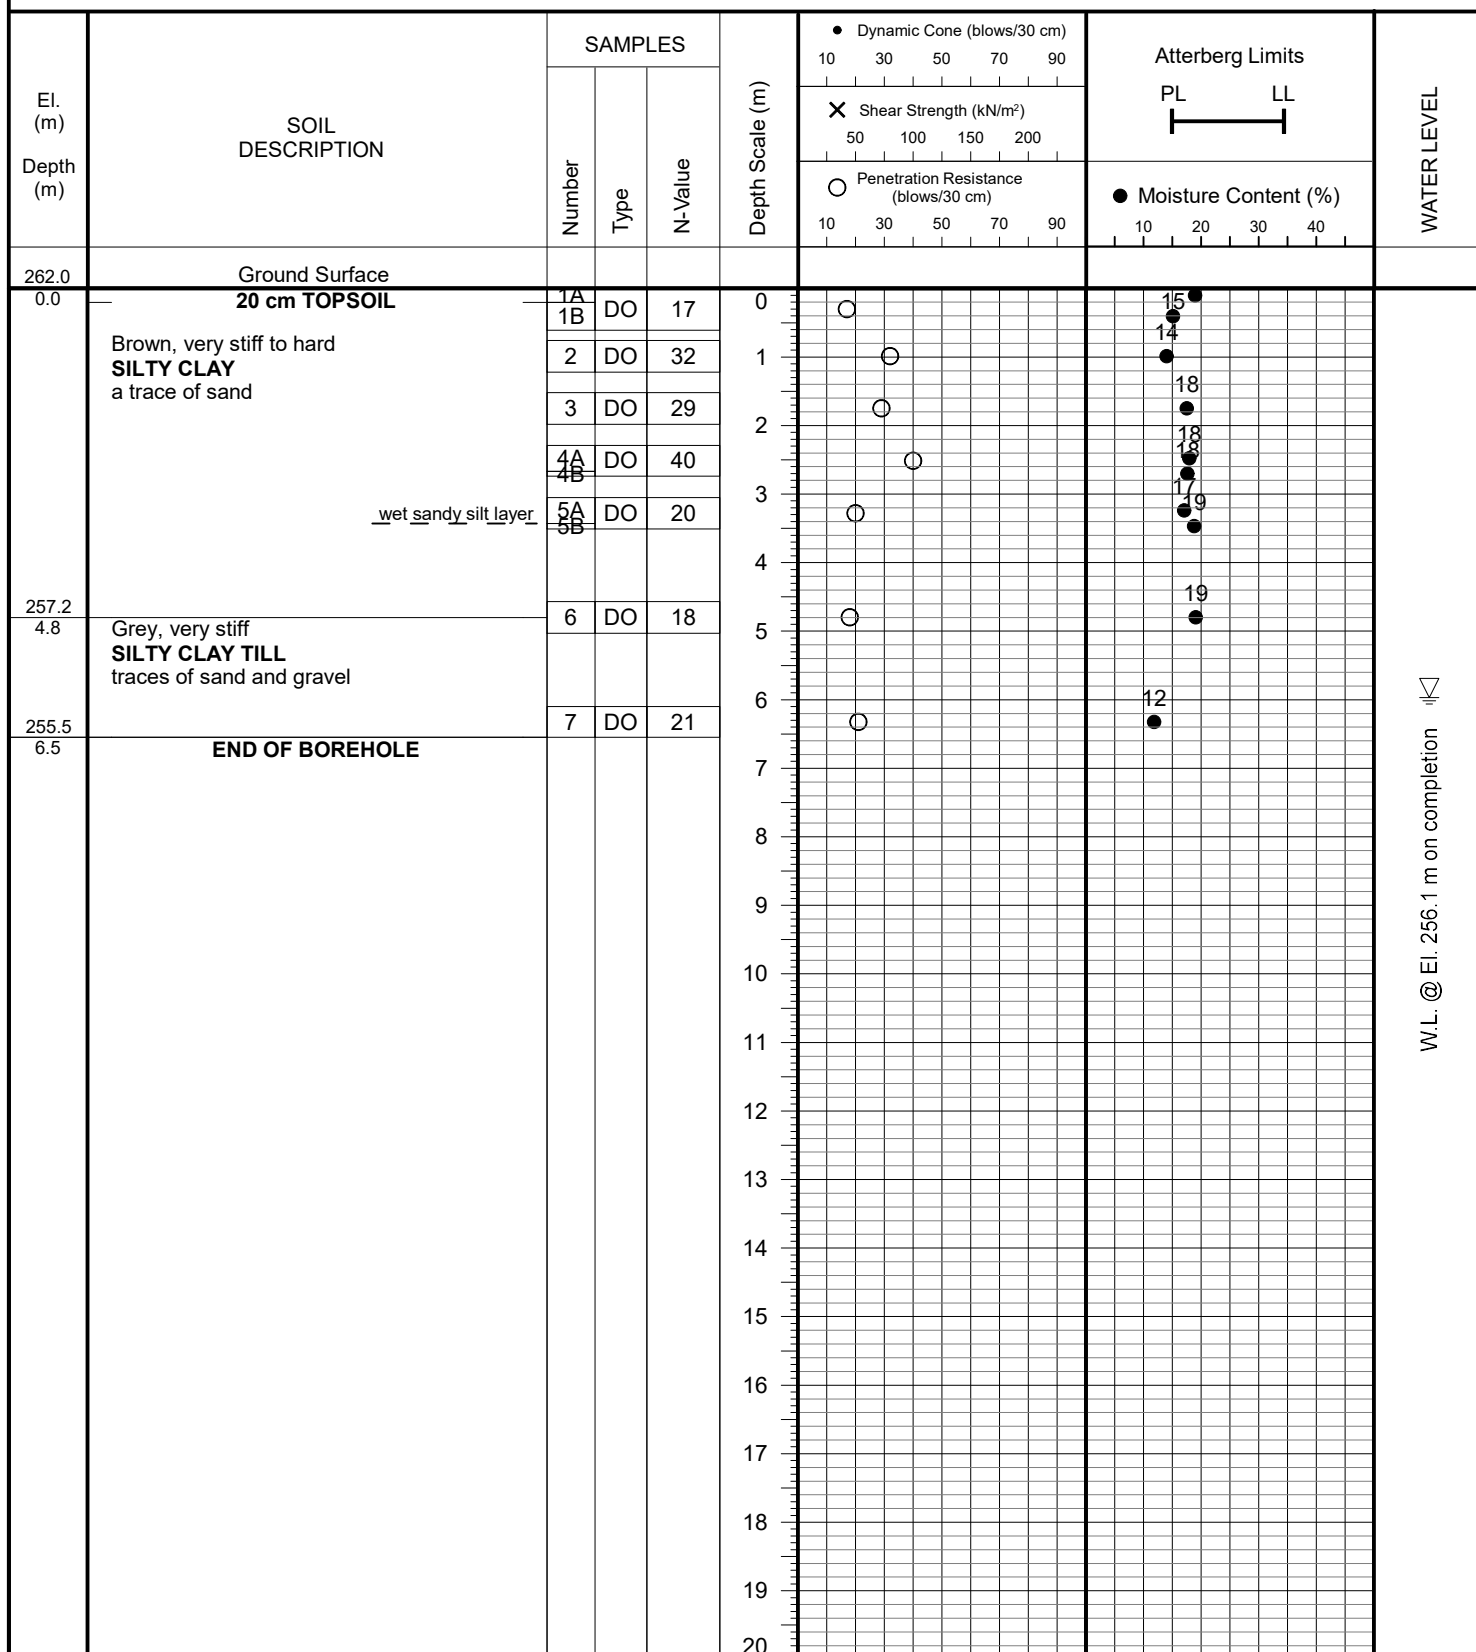 El.
(m)
Depth
(m)
SOIL
DESCRIPTION
SAMPLES
Number
Type
N-Value
Depth Scale (m)
Dynamic Cone (blows/30 cm)
10 30 50 70 90
Shear Strength (kN/m²)
50 100 150 200
Penetration Resistance
(blows/30 cm)
10 30 50 70 90
Atterberg Limits
PL LL
Moisture Content (%)
10 20 30 40
WATER LEVEL
262.0 Ground Surface
0.0 20 cm TOPSOIL 1A 0
1B DO 17 15
14
Brown, very stiff to hard
SILTY CLAY 2 DO 32 1
a trace of sand
18
3 DO 29
2
18
18
4A DO 40
4B
17
3
19
wet sandy silt layer 5A DO 20
5B
4
19
257.2
4.8 6 DO 18
Grey, very stiff 5
SILTY CLAY TILL
traces of sand and gravel
12
6
255.5 7 DO 21
6.5 END OF BOREHOLE
7
8
9
10
11
12
13
14
15
16
17
18
19
20
W.L. @ El. 256.1 m on completion